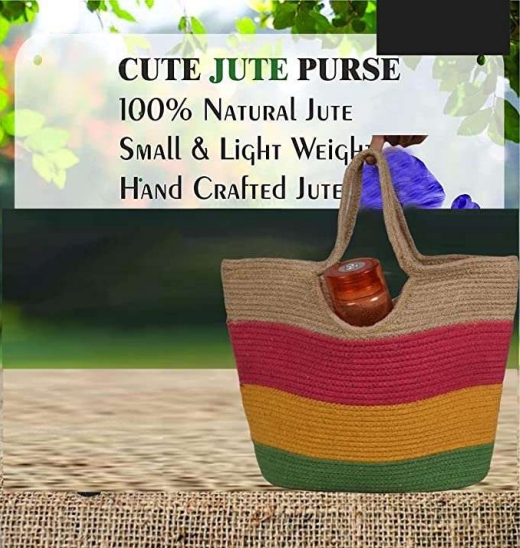 CUTE JUTE PURSE
100% Natural Jute
Small & Light Weight
Hand Crafted Jute